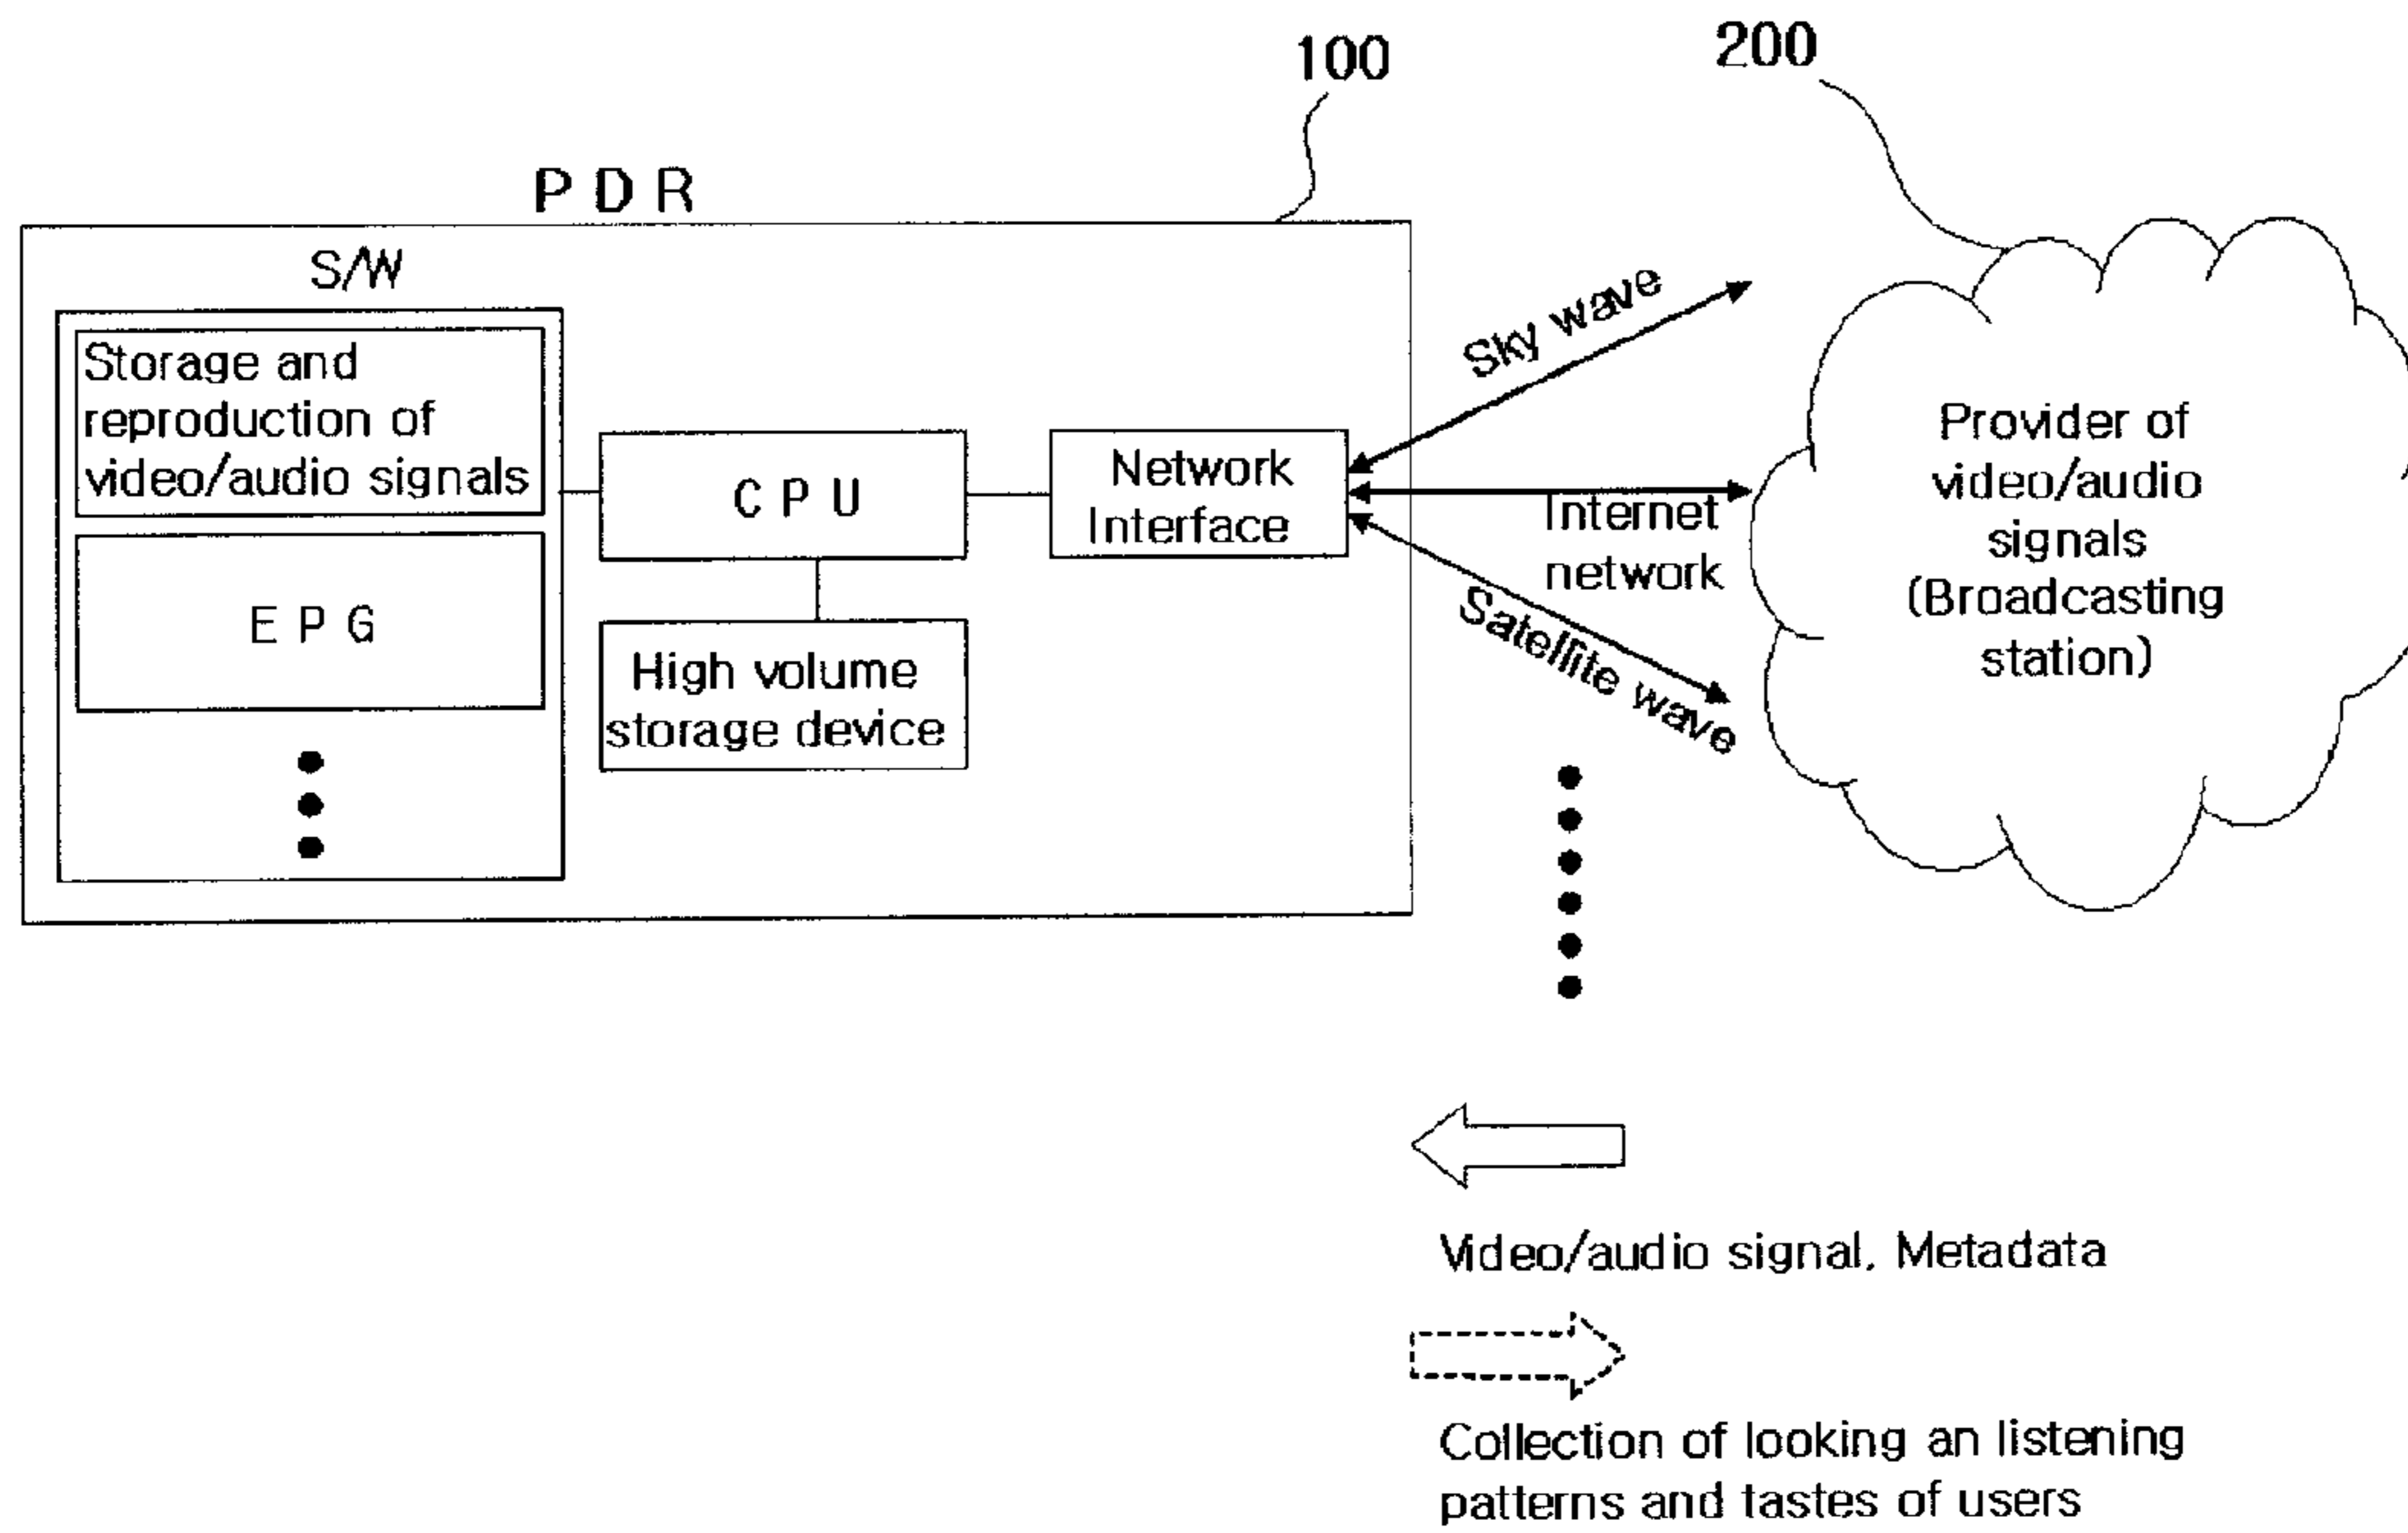 100
200
P D R
S/W
Storage and
reproduction of
video/audio signals
E P G
C P U
High volume
storage device
Network
Interface
Sky wave
Internet
network
Satellite wave
Provider of
video/audio
signals
(Broadcasting
station)
Video/audio signal, Metadata
Collection of looking an listening
patterns and tastes of users